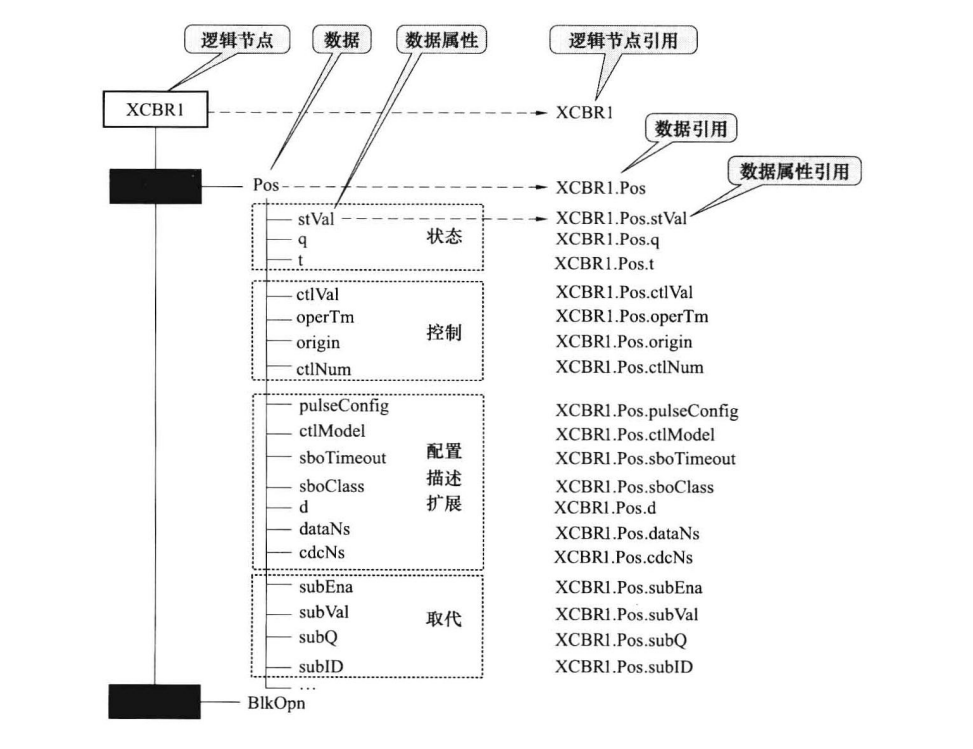 逻辑节点 数据 数据属性 逻辑节点引用
XCBR1 XCBR1
数据引用
数据属性引用
Pos XCBR1.Pos
stVal XCBR1.Pos.stVal
状态
q XCBR1.Pos.q
t XCBR1.Pos.t
ctlVal XCBR1.Pos.ctlVal
operTm XCBR1.Pos.operTm
控制
origin XCBR1.Pos.origin
ctlNum XCBR1.Pos.ctlNum
pulseConfig XCBR1.Pos.pulseConfig
ctlModel XCBR1.Pos.ctlModel
配置
sboTimeout XCBR1.Pos.sboTimeout
描述
sboClass XCBR1.Pos.sboClass
扩展
d XCBR1.Pos.d
dataNs XCBR1.Pos.dataNs
cdcNs XCBR1.Pos.cdcNs
subEna XCBR1.Pos.subEna
subVal XCBR1.Pos.subVal
取代
subQ XCBR1.Pos.subQ
subID XCBR1.Pos.subID
…
BlkOpn